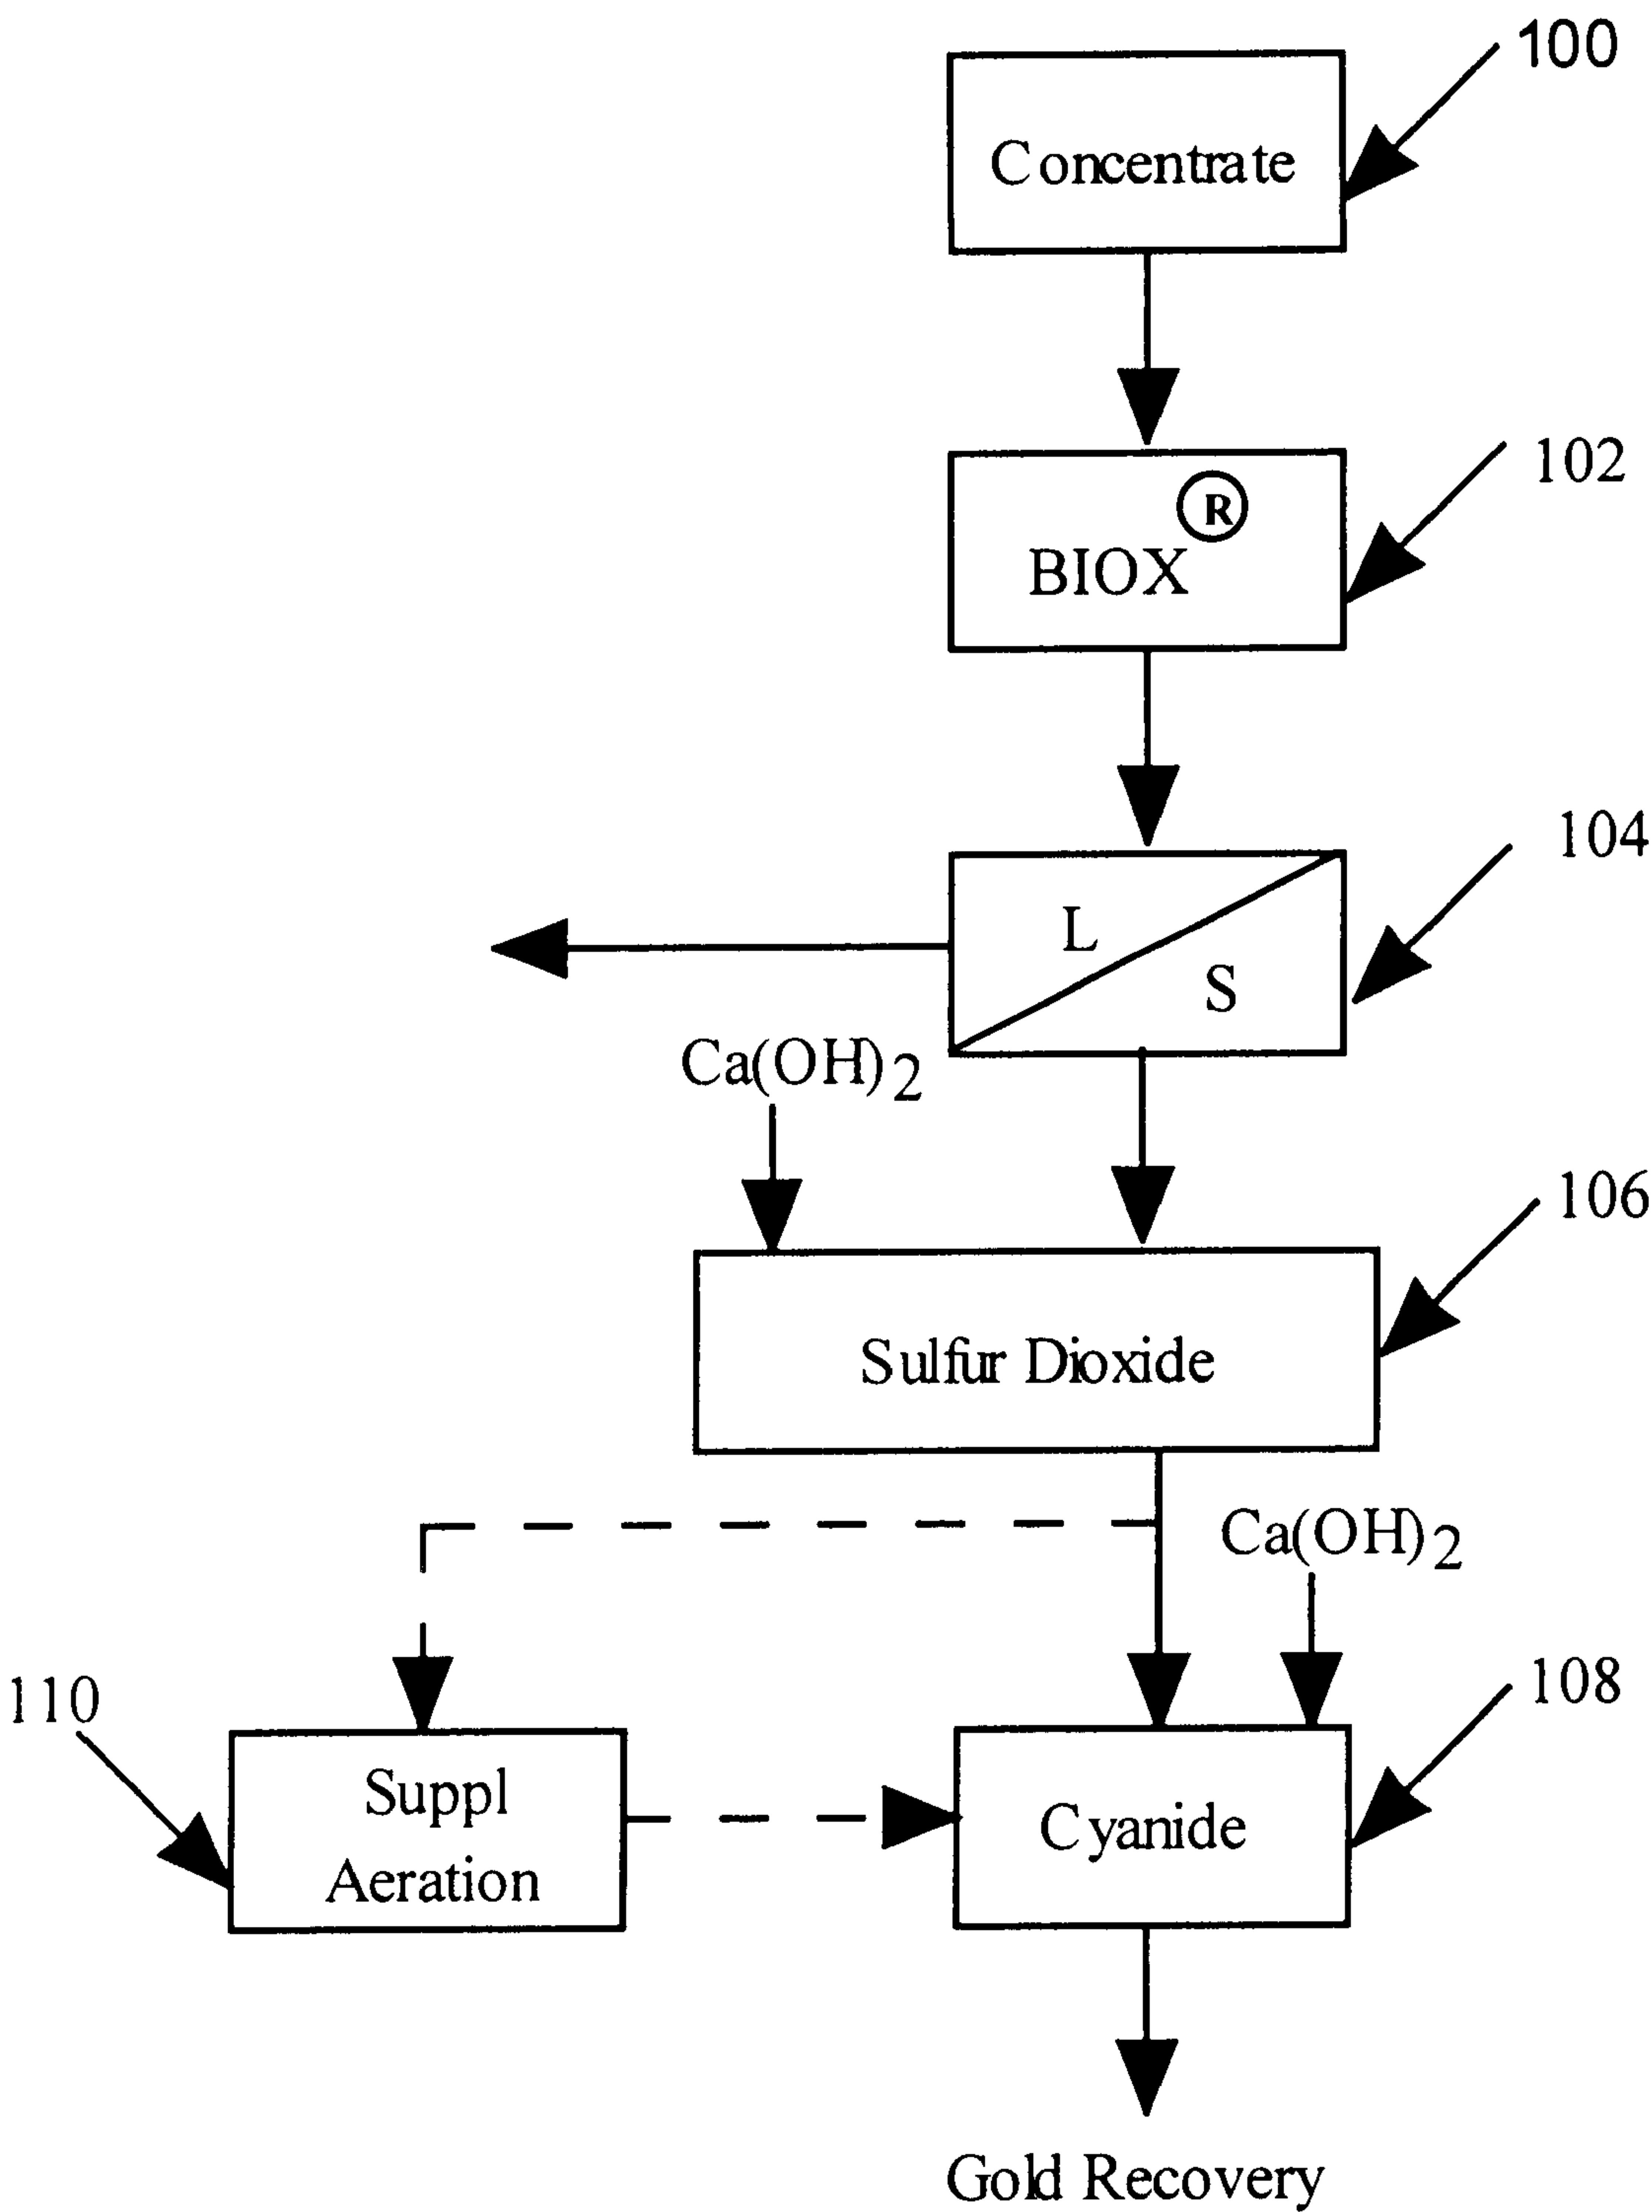 100
Concentrate
102
BIOX®
104
L
S
Ca(OH)2
106
Sulfur Dioxide
Ca(OH)2
110
108
Suppl
Aeration
Cyanide
Gold Recovery